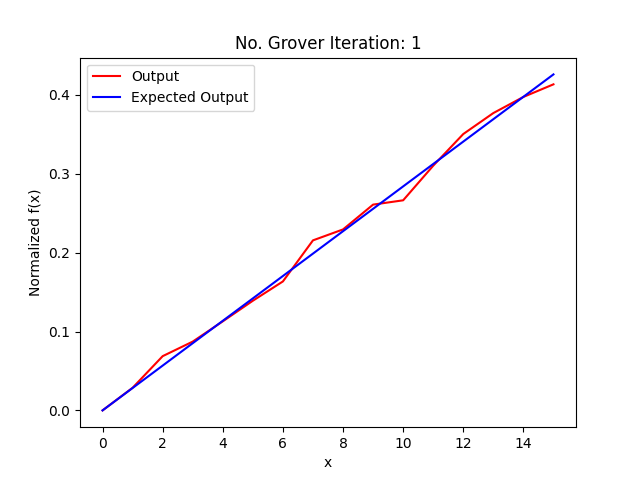 No. Grover Iteration: 1
Output
Expected Output
Normalized f(x)
0.4
0.3
0.2
0.1
0.0
0 2 4 6 8 10 12 14
x